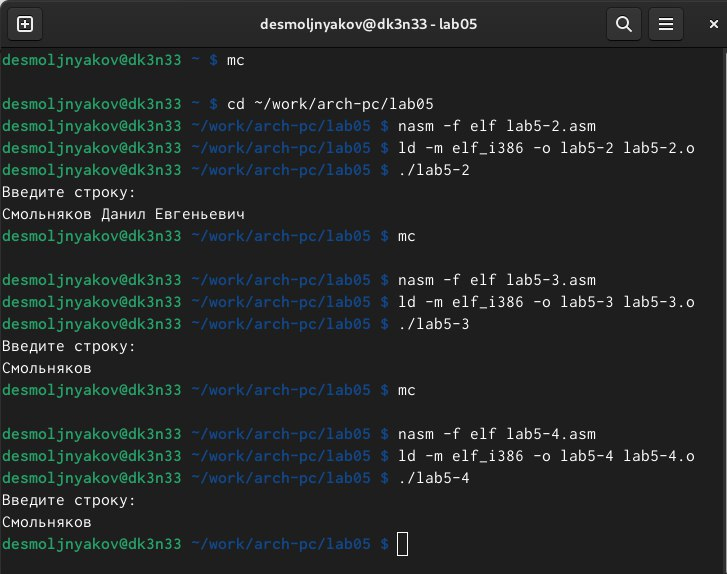 desmoljnyakov@dk3n33 - lab05
desmoljnyakov@dk3n33 ~ $ mc
desmoljnyakov@dk3n33 ~ $ cd ~/work/arch-pc/lab05
desmoljnyakov@dk3n33 ~/work/arch-pc/lab05 $ nasm -f elf lab5-2.asm
desmoljnyakov@dk3n33 ~/work/arch-pc/lab05 $ ld -m elf_i386 -o lab5-2 lab5-2.o
desmoljnyakov@dk3n33 ~/work/arch-pc/lab05 $ ./lab5-2
Введите строку:
Смольняков Данил Евгеньевич
desmoljnyakov@dk3n33 ~/work/arch-pc/lab05 $ mc
desmoljnyakov@dk3n33 ~/work/arch-pc/lab05 $ nasm -f elf lab5-3.asm
desmoljnyakov@dk3n33 ~/work/arch-pc/lab05 $ ld -m elf_i386 -o lab5-3 lab5-3.o
desmoljnyakov@dk3n33 ~/work/arch-pc/lab05 $ ./lab5-3
Введите строку:
Смольняков
desmoljnyakov@dk3n33 ~/work/arch-pc/lab05 $ mc
desmoljnyakov@dk3n33 ~/work/arch-pc/lab05 $ nasm -f elf lab5-4.asm
desmoljnyakov@dk3n33 ~/work/arch-pc/lab05 $ ld -m elf_i386 -o lab5-4 lab5-4.o
desmoljnyakov@dk3n33 ~/work/arch-pc/lab05 $ ./lab5-4
Введите строку:
Смольняков
desmoljnyakov@dk3n33 ~/work/arch-pc/lab05 $